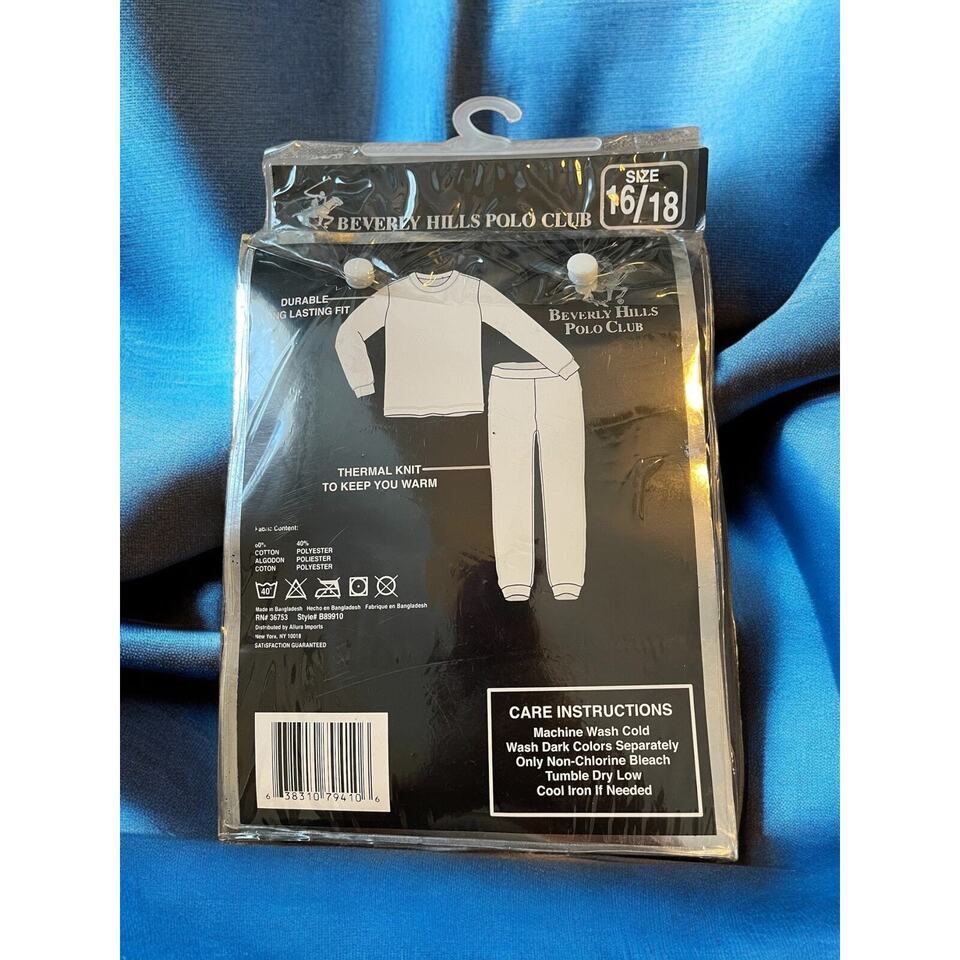 SIZE
16/18
BEVERLY HILLS POLO CLUB
DURABLE
LASTING FIT
BEVERLY HILLS
POLO CLUB
THERMAL KNIT
TO KEEP YOU WARM
Fabric Content:
60% 40%
COTTON POLYESTER
ALGODON POLIESTER
COTON POLYESTER
40
Made in Bangladesh Hecho en Bangladesh Fabrique en Bangladesh
RN# 36753 Style# B89910
Distributed by Allura Imports
New York, NY 10018
SATISFACTION GUARANTEED
6 38310 79410 6
CARE INSTRUCTIONS
Machine Wash Cold
Wash Dark Colors Separately
Only Non-Chlorine Bleach
Tumble Dry Low
Cool Iron If Needed